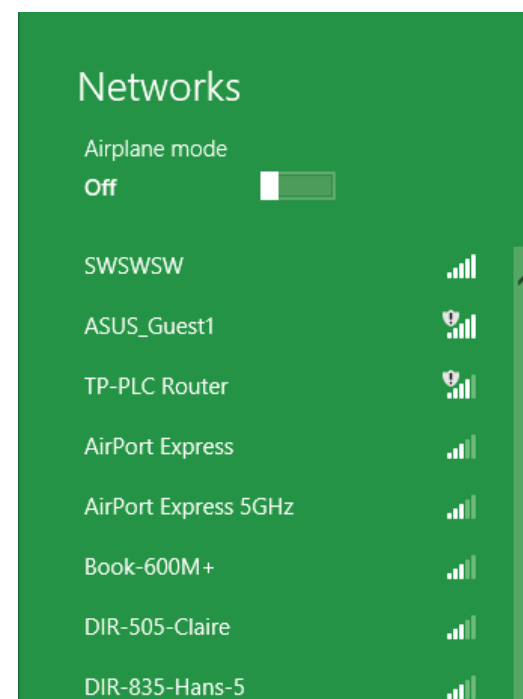 Networks
Airplane mode
Off
SWSWSW
ASUS_Guest1
TP-PLC Router
AirPort Express
AirPort Express 5GHz
Book-600M+
DIR-505-Claire
DIR-835-Hans-5